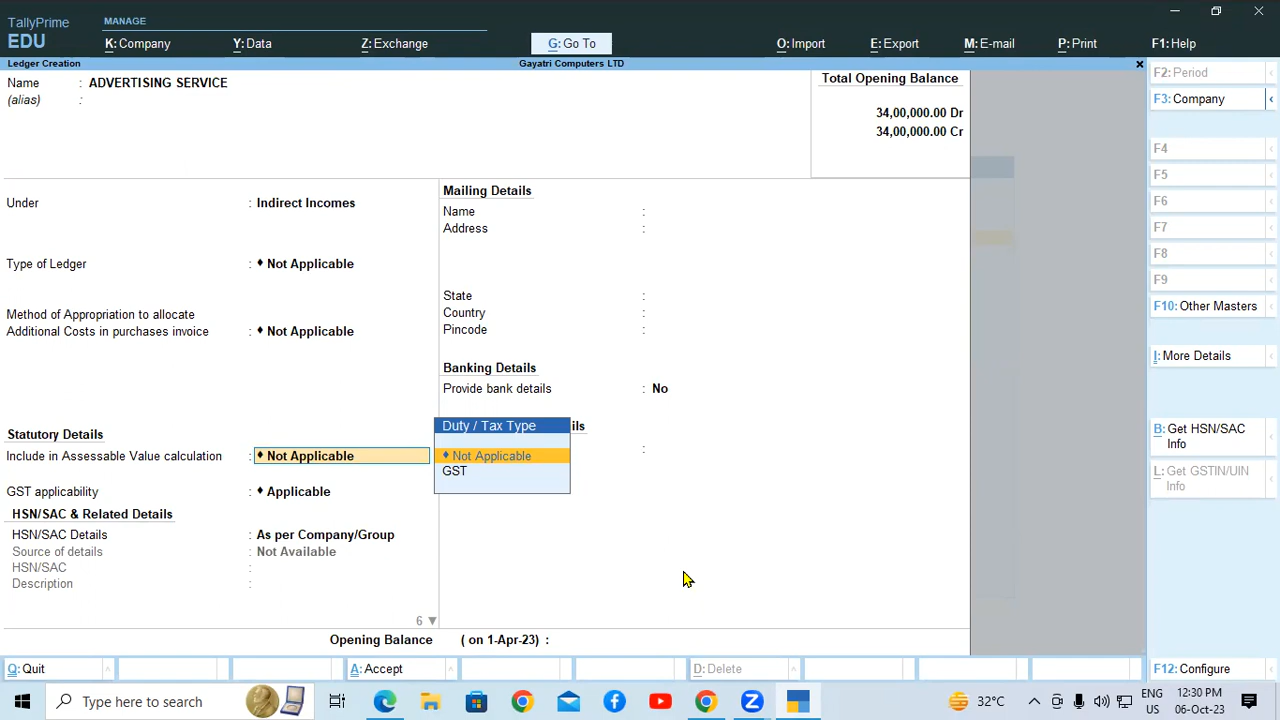 TallyPrime
EDU
MANAGE
K: Company
Y: Data
Z: Exchange
G: Go To
O: Import
E: Export
M: E-mail
P: Print
F1: Help
Ledger Creation
Gayatri Computers LTD
Name : ADVERTISING SERVICE
(alias) :
Total Opening Balance
34,00,000.00 Dr
34,00,000.00 Cr
Under : Indirect Incomes
Type of Ledger : ♦ Not Applicable
Method of Appropriation to allocate
Additional Costs in purchases invoice : ♦ Not Applicable
Statutory Details
Include in Assessable Value calculation : ♦ Not Applicable
GST applicability : ♦ Applicable
HSN/SAC & Related Details
HSN/SAC Details : As per Company/Group
Source of details : Not Available
HSN/SAC :
Description :
6 ▼
Mailing Details
Name :
Address :
State :
Country :
Pincode :
Banking Details
Provide bank details : No
ils
:
Duty / Tax Type
♦ Not Applicable
GST
Opening Balance ( on 1-Apr-23) :
F2: Period
F3: Company
F4
F5
F6
F7
F8
F9
F10: Other Masters
I: More Details
B: Get HSN/SAC
Info
L: Get GSTIN/UIN
Info
Q: Quit
A: Accept
D: Delete
F12: Configure
Type here to search
32°C
ENG
US
12:30 PM
06-Oct-23